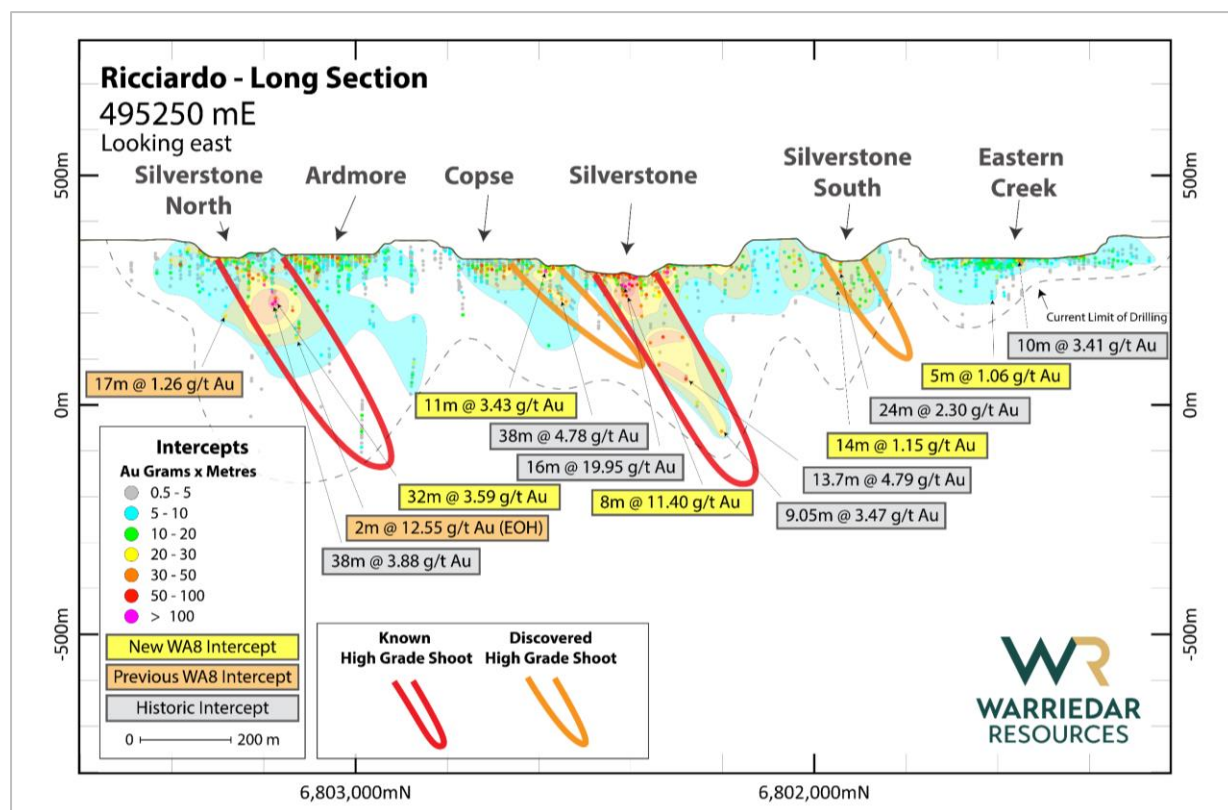 Ricciardo - Long Section
495250 mE
Looking east
Silverstone
North
Ardmore
Copse
Silverstone
Silverstone
South
Eastern
Creek
500m
0m
-500m
500m
0m
-500m
Current Limit of Drilling
17m @ 1.26 g/t Au
11m @ 3.43 g/t Au
38m @ 4.78 g/t Au
16m @ 19.95 g/t Au
32m @ 3.59 g/t Au
8m @ 11.40 g/t Au
2m @ 12.55 g/t Au (EOH)
38m @ 3.88 g/t Au
10m @ 3.41 g/t Au
5m @ 1.06 g/t Au
24m @ 2.30 g/t Au
14m @ 1.15 g/t Au
13.7m @ 4.79 g/t Au
9.05m @ 3.47 g/t Au
Intercepts
Au Grams x Metres
0.5 - 5
5 - 10
10 - 20
20 - 30
30 - 50
50 - 100
> 100
New WA8 Intercept
Previous WA8 Intercept
Historic Intercept
0 200 m
Known
High Grade Shoot
Discovered
High Grade Shoot
WR
WARRIEDAR
RESOURCES
6,803,000mN
6,802,000mN